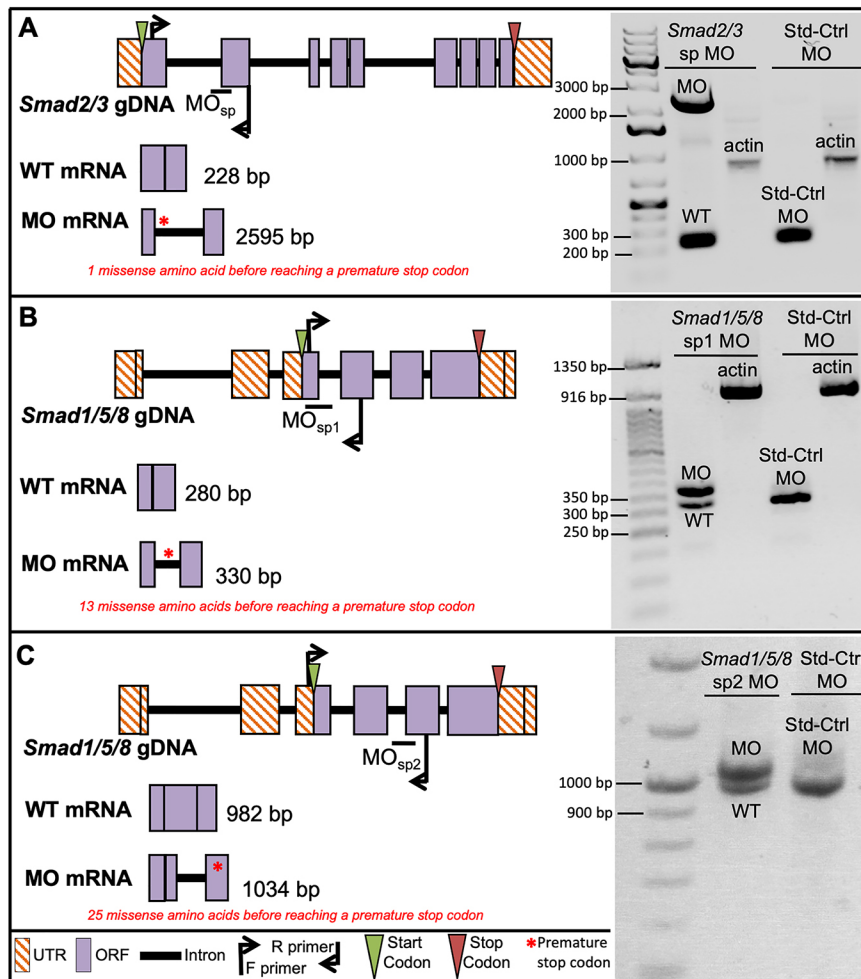 A
Smad2/3 gDNA
MOsp
WT mRNA
228 bp
MO mRNA
*
2595 bp
1 missense amino acid before reaching a premature stop codon
Smad2/3
sp MO
Std-Ctrl
MO
3000 bp
2000 bp
1000 bp
300 bp
200 bp
MO
actin
actin
WT
Std-Ctrl
MO
B
Smad1/5/8 gDNA
MOsp1
WT mRNA
280 bp
MO mRNA
*
330 bp
13 missense amino acids before reaching a premature stop codon
Smad1/5/8
sp1 MO
Std-Ctrl
MO
1350 bp
916 bp
350 bp
300 bp
250 bp
actin
actin
MO
WT
Std-Ctrl
MO
C
Smad1/5/8 gDNA
MOsp2
WT mRNA
982 bp
MO mRNA
*
1034 bp
25 missense amino acids before reaching a premature stop codon
Smad1/5/8
sp2 MO
Std-Ctr
MO
1000 bp
900 bp
MO
WT
Std-Ctrl
MO
UTR
ORF
Intron
R primer
F primer
Start
Codon
Stop
Codon
*Premature
stop codon